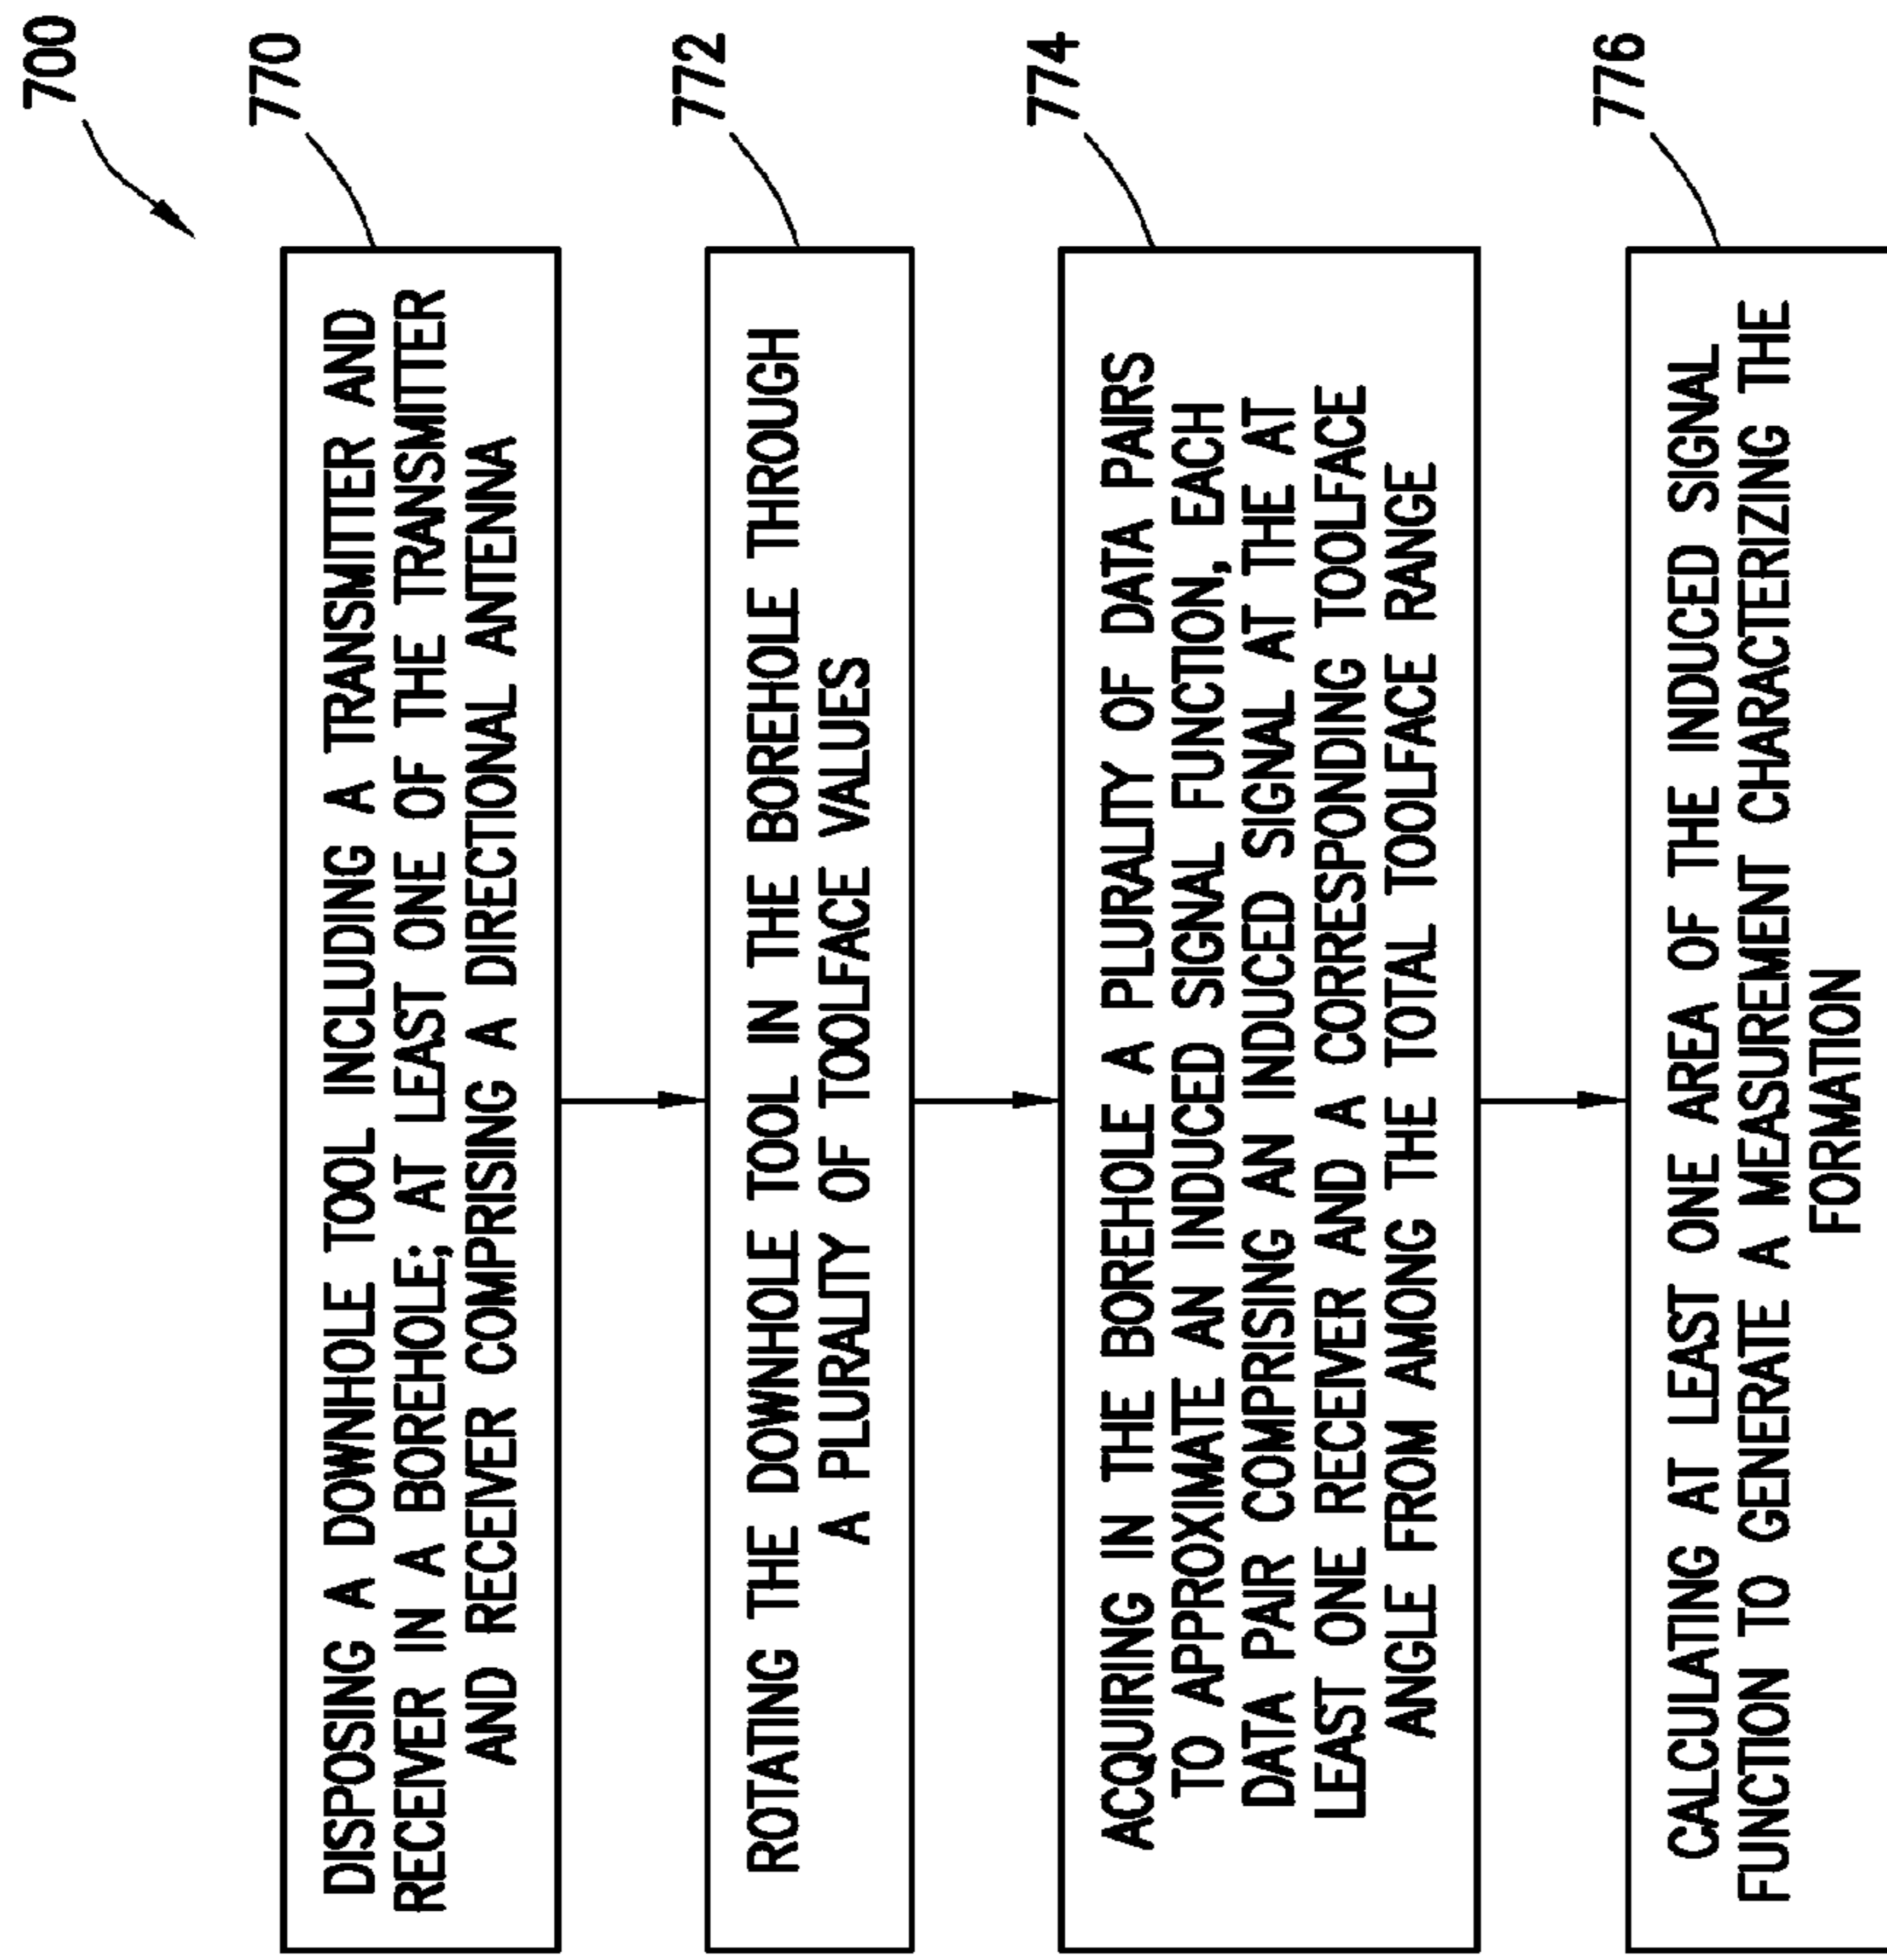 700
770
DISPOSING A DOWNHOLE TOOL INCLUDING A TRANSMITTER AND
RECEIVER IN A BOREHOLE; AT LEAST ONE OF THE TRANSMITTER
AND RECEIVER COMPRISING A DIRECTIONAL ANTENNA
772
ROTATING THE DOWNHOLE TOOL IN THE BOREHOLE THROUGH
A PLURALITY OF TOOLFACE VALUES
774
ACQUIRING IN THE BOREHOLE A PLURALITY OF DATA PAIRS
TO APPROXIMATE AN INDUCED SIGNAL FUNCTION, EACH
DATA PAIR COMPRISING AN INDUCED SIGNAL AT THE AT
LEAST ONE RECEIVER AND A CORRESPONDING TOOLFACE
ANGLE FROM AMONG THE TOTAL TOOLFACE RANGE
776
CALCULATING AT LEAST ONE AREA OF THE INDUCED SIGNAL
FUNCTION TO GENERATE A MEASUREMENT CHARACTERIZING THE
FORMATION